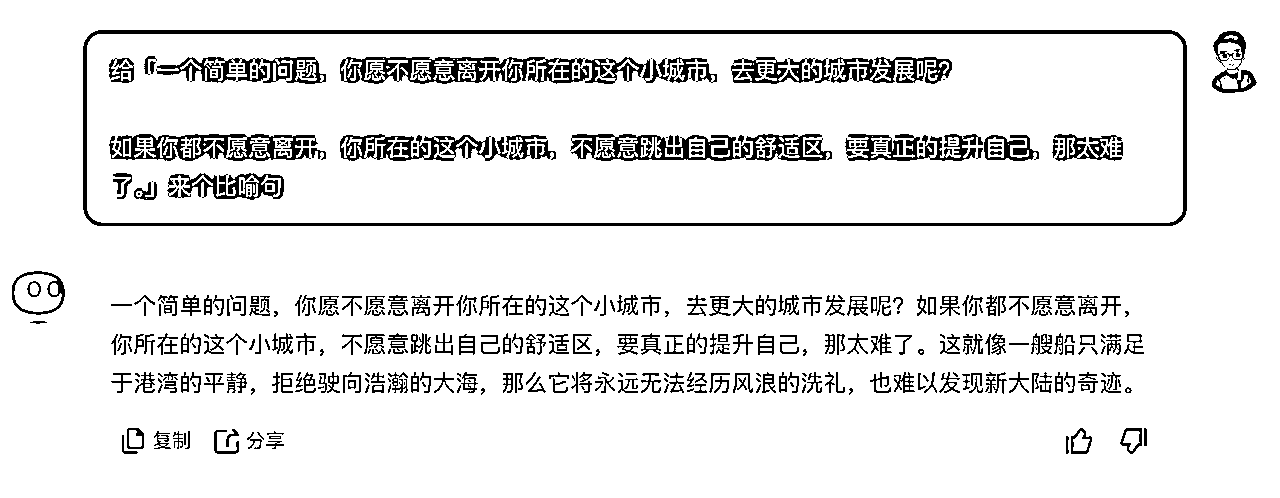 给「一个简单的问题，你愿不愿意离开你所在的这个小城市，去更大的城市发展呢？
如果你都不愿意离开，你所在的这个小城市，不愿意跳出自己的舒适区，要真正的提升自己，那太难
了。」来个比喻句
一个简单的问题，你愿不愿意离开你所在的这个小城市，去更大的城市发展呢？如果你都不愿意离开，
你所在的这个小城市，不愿意跳出自己的舒适区，要真正的提升自己，那太难了。这就像一艘船只满足
于港湾的平静，拒绝驶向浩瀚的大海，那么它将永远无法经历风浪的洗礼，也难以发现新大陆的奇迹。
复制 分享